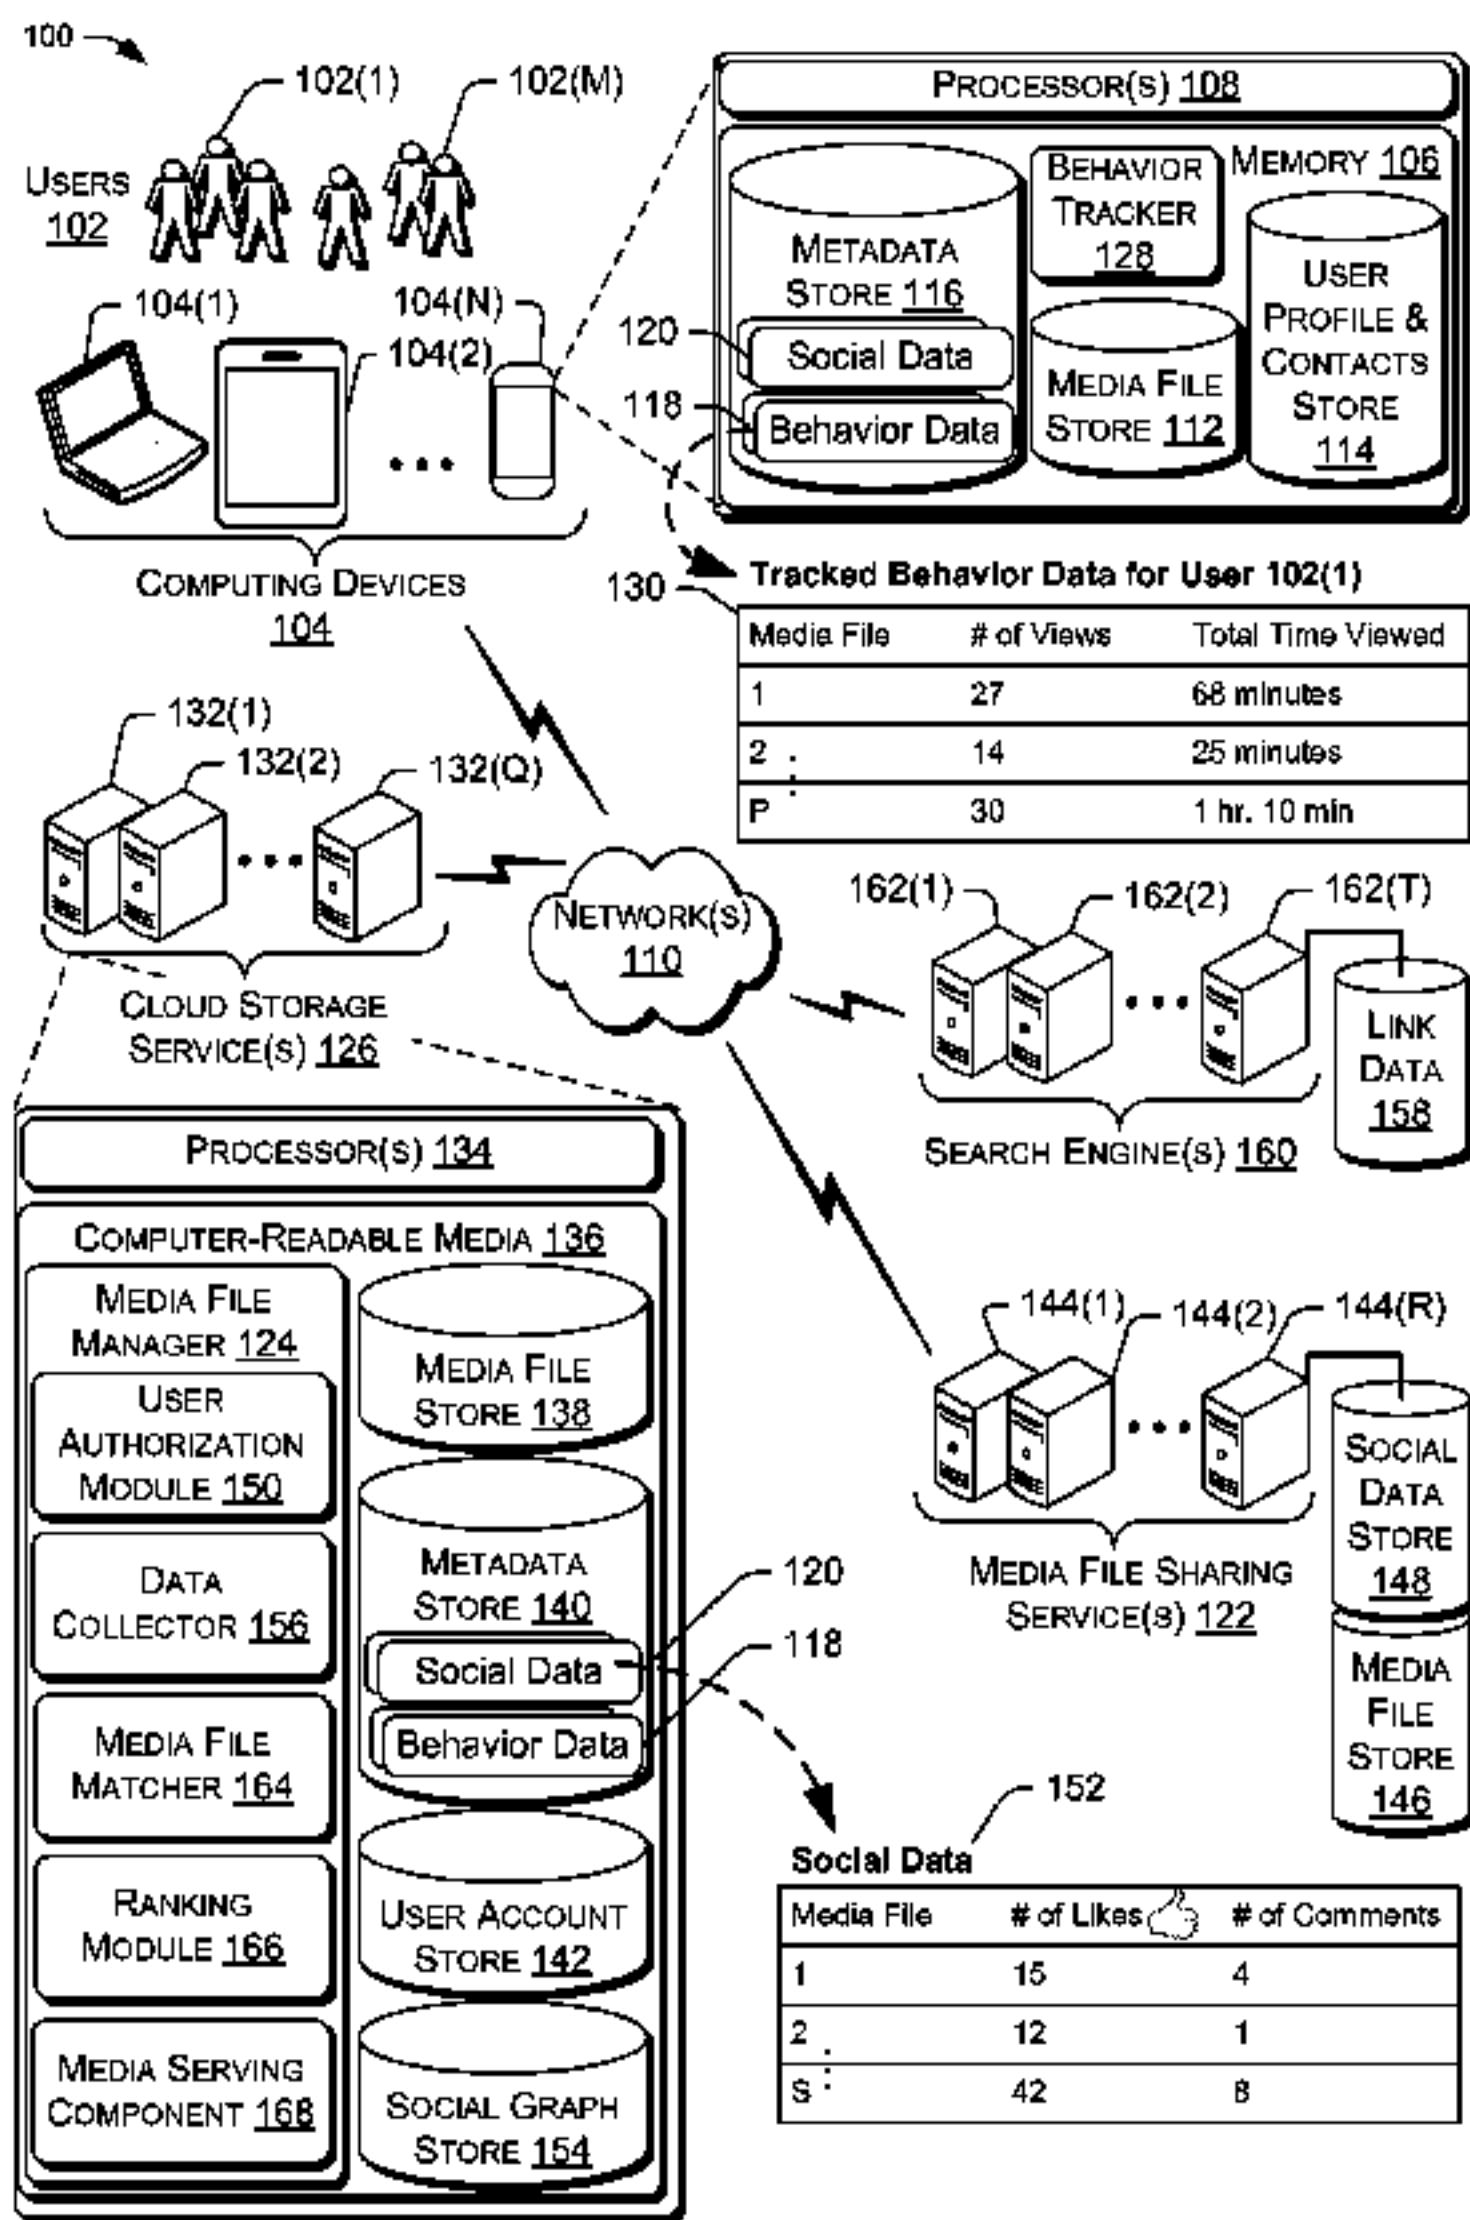 100
102(1)
102(M)
USERS
102
104(1)
104(2)
104(N)
COMPUTING DEVICES
104
PROCESSOR(S) 108
MEMORY 106
METADATA
STORE 116
120
Social Data
118
Behavior Data
BEHAVIOR
TRACKER
128
MEDIA FILE
STORE 112
USER
PROFILE &
CONTACTS
STORE
114
Tracked Behavior Data for User 102(1)
130
Media File # of Views Total Time Viewed
1 27 68 minutes
2 14 25 minutes
P 30 1 hr. 10 min
132(1)
132(2)
132(Q)
CLOUD STORAGE
SERVICE(S) 126
NETWORK(S)
110
162(1)
162(2)
162(T)
SEARCH ENGINE(S) 160
LINK
DATA
158
PROCESSOR(S) 134
COMPUTER-READABLE MEDIA 136
MEDIA FILE
MANAGER 124
USER
AUTHORIZATION
MODULE 150
DATA
COLLECTOR 156
MEDIA FILE
MATCHER 164
RANKING
MODULE 166
MEDIA SERVING
COMPONENT 168
MEDIA FILE
STORE 138
METADATA
STORE 140
120
Social Data
118
Behavior Data
USER ACCOUNT
STORE 142
SOCIAL GRAPH
STORE 154
144(1)
144(2)
144(R)
MEDIA FILE SHARING
SERVICE(S) 122
SOCIAL
DATA
STORE
148
MEDIA
FILE
STORE
146
152
Social Data
Media File # of Likes # of Comments
1 15 4
2 12 1
S 42 8